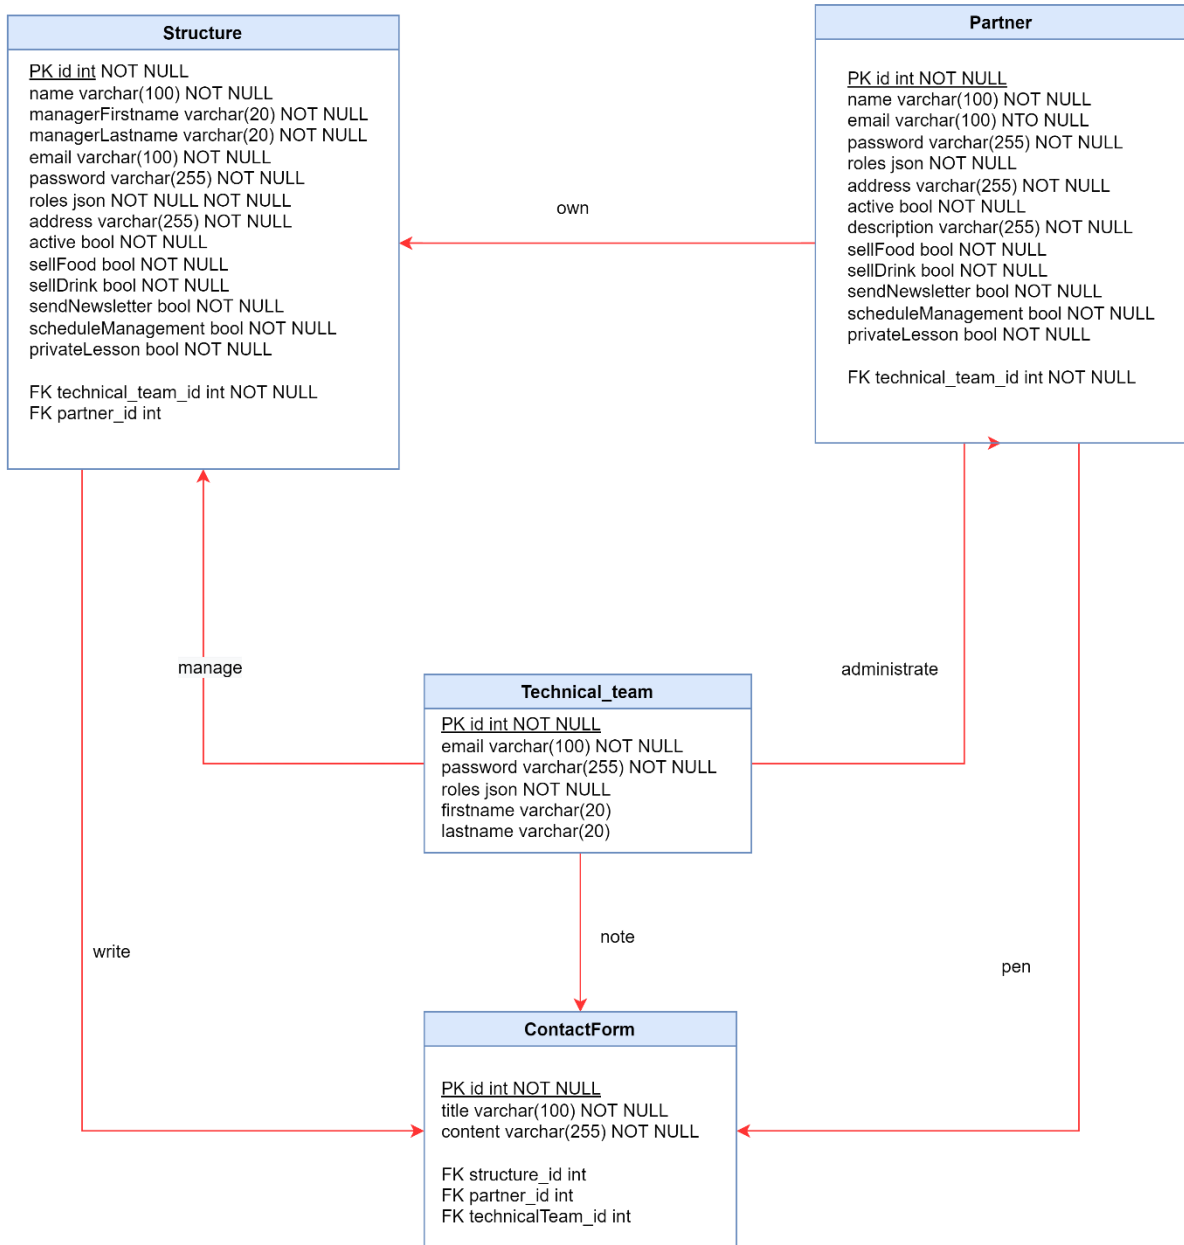 Structure
PK id int NOT NULL
name varchar(100) NOT NULL
managerFirstname varchar(20) NOT NULL
managerLastname varchar(20) NOT NULL
email varchar(100) NOT NULL
password varchar(255) NOT NULL
roles json NOT NULL NOT NULL
address varchar(255) NOT NULL
active bool NOT NULL
sellFood bool NOT NULL
sellDrink bool NOT NULL
sendNewsletter bool NOT NULL
scheduleManagement bool NOT NULL
privateLesson bool NOT NULL
FK technical_team_id int NOT NULL
FK partner_id int
own
Partner
PK id int NOT NULL
name varchar(100) NOT NULL
email varchar(100) NTO NULL
password varchar(255) NOT NULL
roles json NOT NULL
address varchar(255) NOT NULL
active bool NOT NULL
description varchar(255) NOT NULL
sellFood bool NOT NULL
sellDrink bool NOT NULL
sendNewsletter bool NOT NULL
scheduleManagement bool NOT NULL
privateLesson bool NOT NULL
FK technical_team_id int NOT NULL
manage
administrate
Technical_team
PK id int NOT NULL
email varchar(100) NOT NULL
password varchar(255) NOT NULL
roles json NOT NULL
firstname varchar(20)
lastname varchar(20)
write
note
pen
ContactForm
PK id int NOT NULL
title varchar(100) NOT NULL
content varchar(255) NOT NULL
FK structure_id int
FK partner_id int
FK technicalTeam_id int